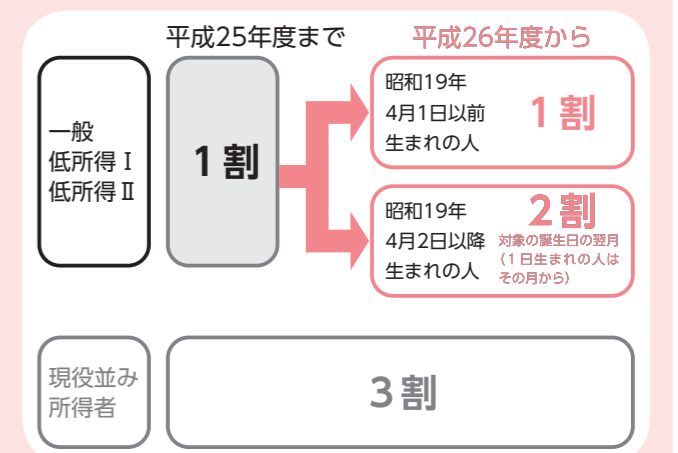 平成25年度まで
平成26年度から
一般
低所得Ⅰ
低所得Ⅱ
1割
昭和19年
4月1日以前
生まれの人
1割
昭和19年
4月2日以降
生まれの人
2割
対象の誕生日の翌月
(1日生まれの人は
その月から)
現役並み
所得者
3割